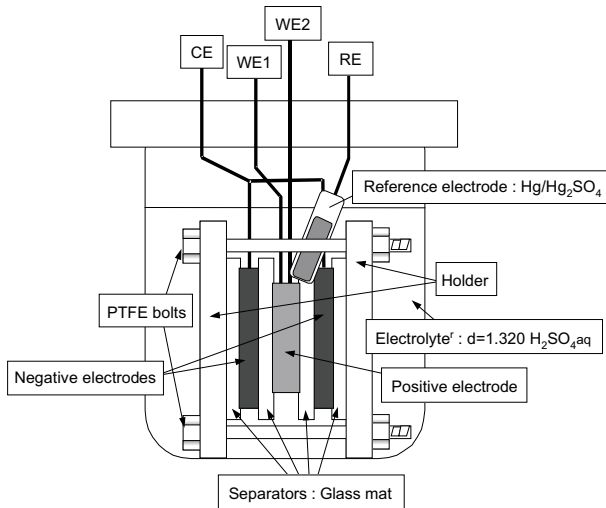 WE2
CE
WE1
RE
Reference electrode : Hg/Hg₂SO₄
Holder
PTFE bolts
Electrolyteʳ : d=1.320 H₂SO₄aq
Negative electrodes
Positive electrode
Separators : Glass mat